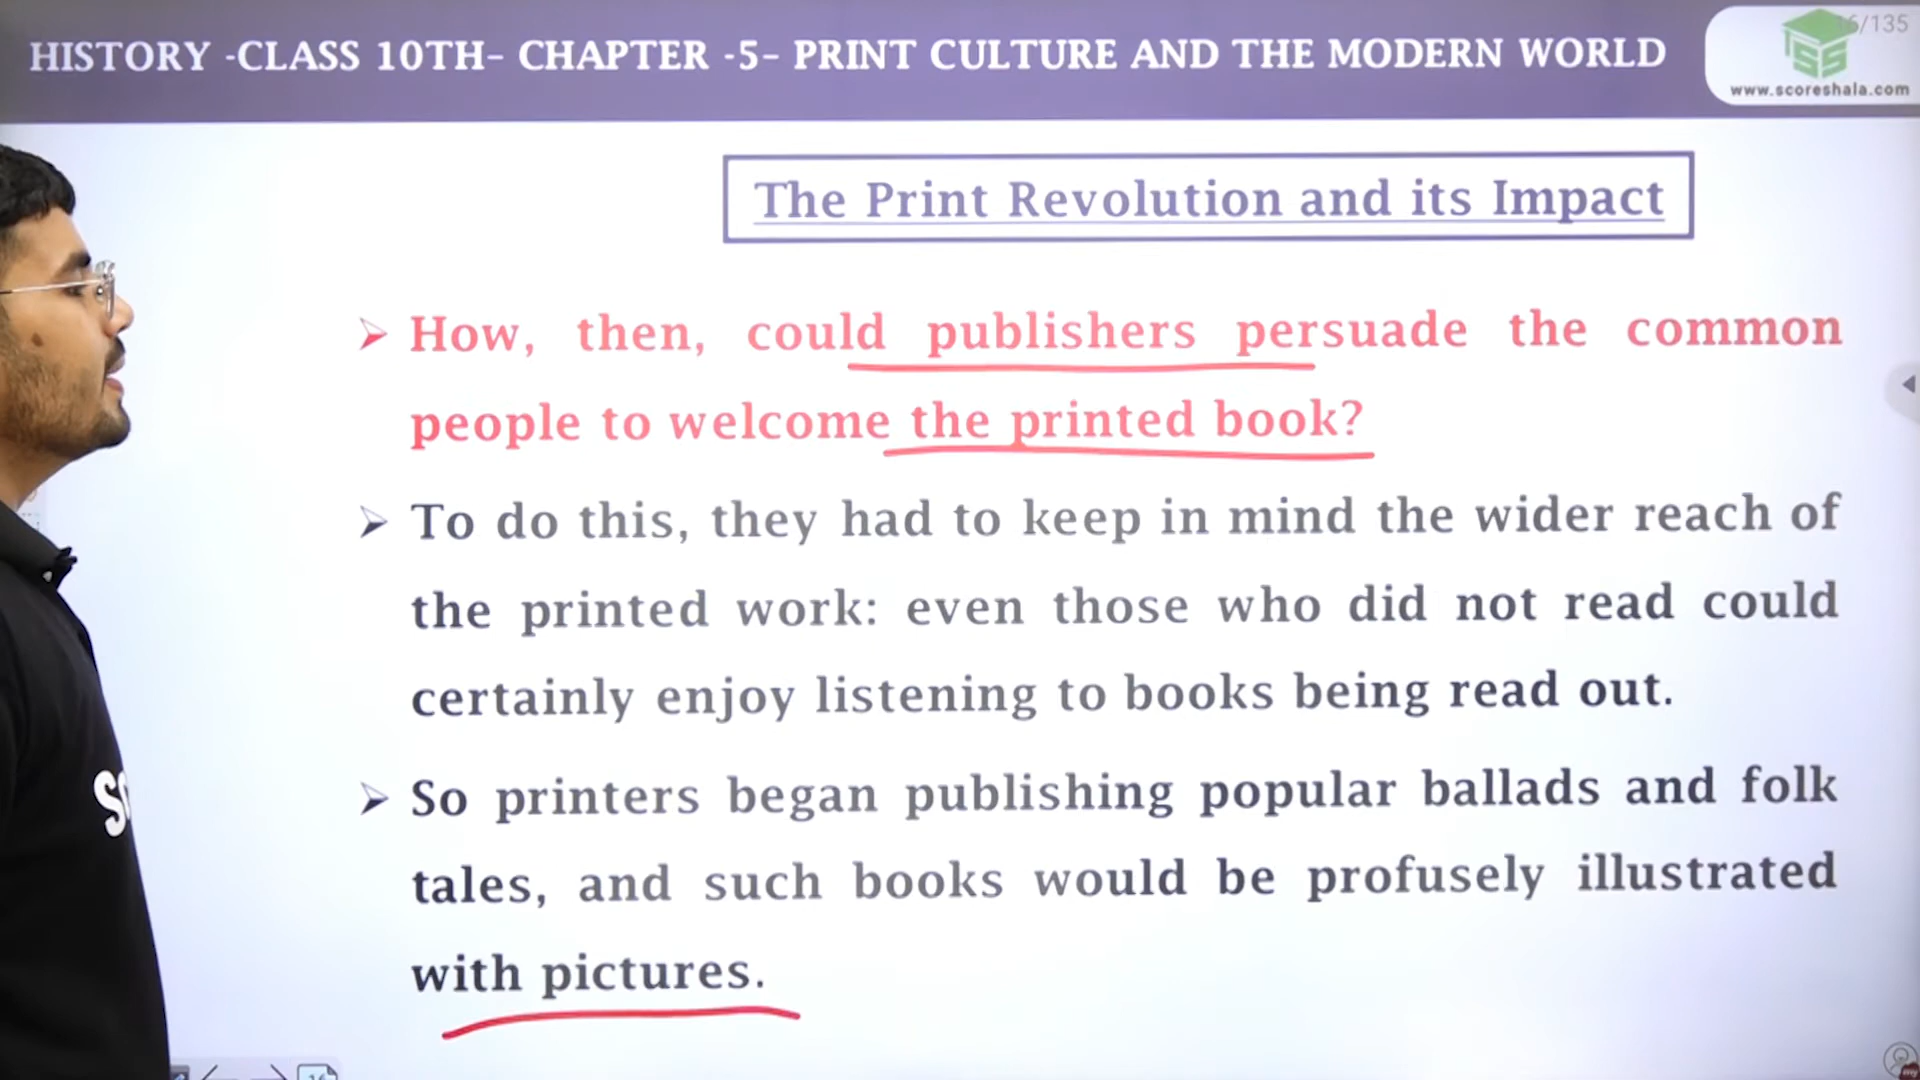 HISTORY -CLASS 10TH- CHAPTER -5- PRINT CULTURE AND THE MODERN WORLD
/135
www.scoreshala.com
The Print Revolution and its Impact
➢ How, then, could publishers persuade the common
people to welcome the printed book?
➢ To do this, they had to keep in mind the wider reach of
the printed work: even those who did not read could
certainly enjoy listening to books being read out.
➢ So printers began publishing popular ballads and folk
tales, and such books would be profusely illustrated
with pictures.